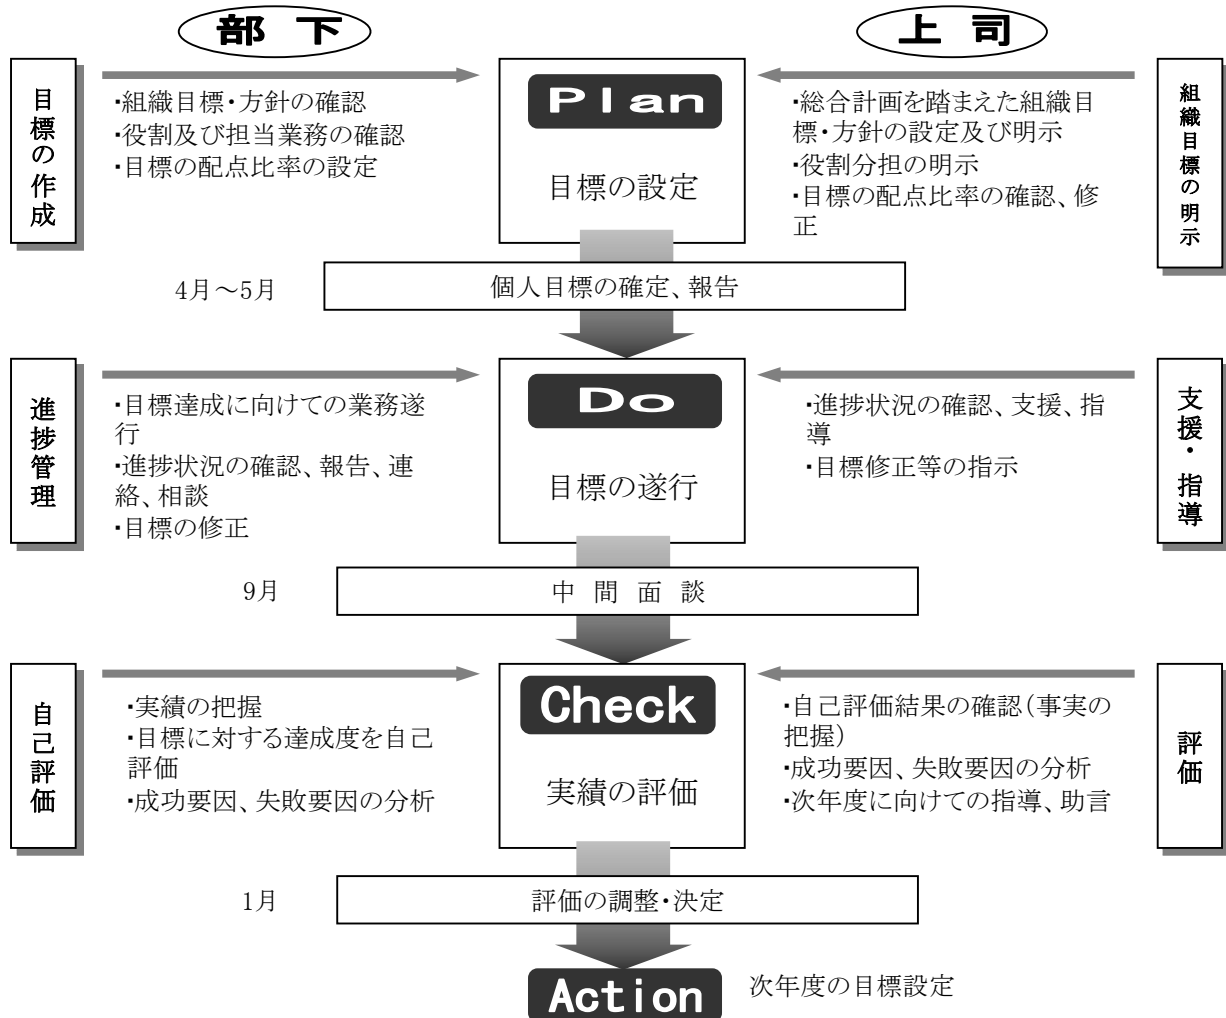 部 下
上 司
目標の作成
・組織目標・方針の確認
・役割及び担当業務の確認
・目標の配点比率の設定
Plan
目標の設定
・総合計画を踏まえた組織目
標・方針の設定及び明示
・役割分担の明示
・目標の配点比率の確認、修
正
組織目標の明示
4月～5月
個人目標の確定、報告
進捗管理
・目標達成に向けての業務遂
行
・進捗状況の確認、報告、連
絡、相談
・目標の修正
Do
目標の遂行
・進捗状況の確認、支援、指
導
・目標修正等の指示
支援・指導
9月
中 間 面 談
自己評価
・実績の把握
・目標に対する達成度を自己
評価
・成功要因、失敗要因の分析
Check
実績の評価
・自己評価結果の確認（事実の
把握）
・成功要因、失敗要因の分析
・次年度に向けての指導、助言
評価
1月
評価の調整・決定
Action
次年度の目標設定